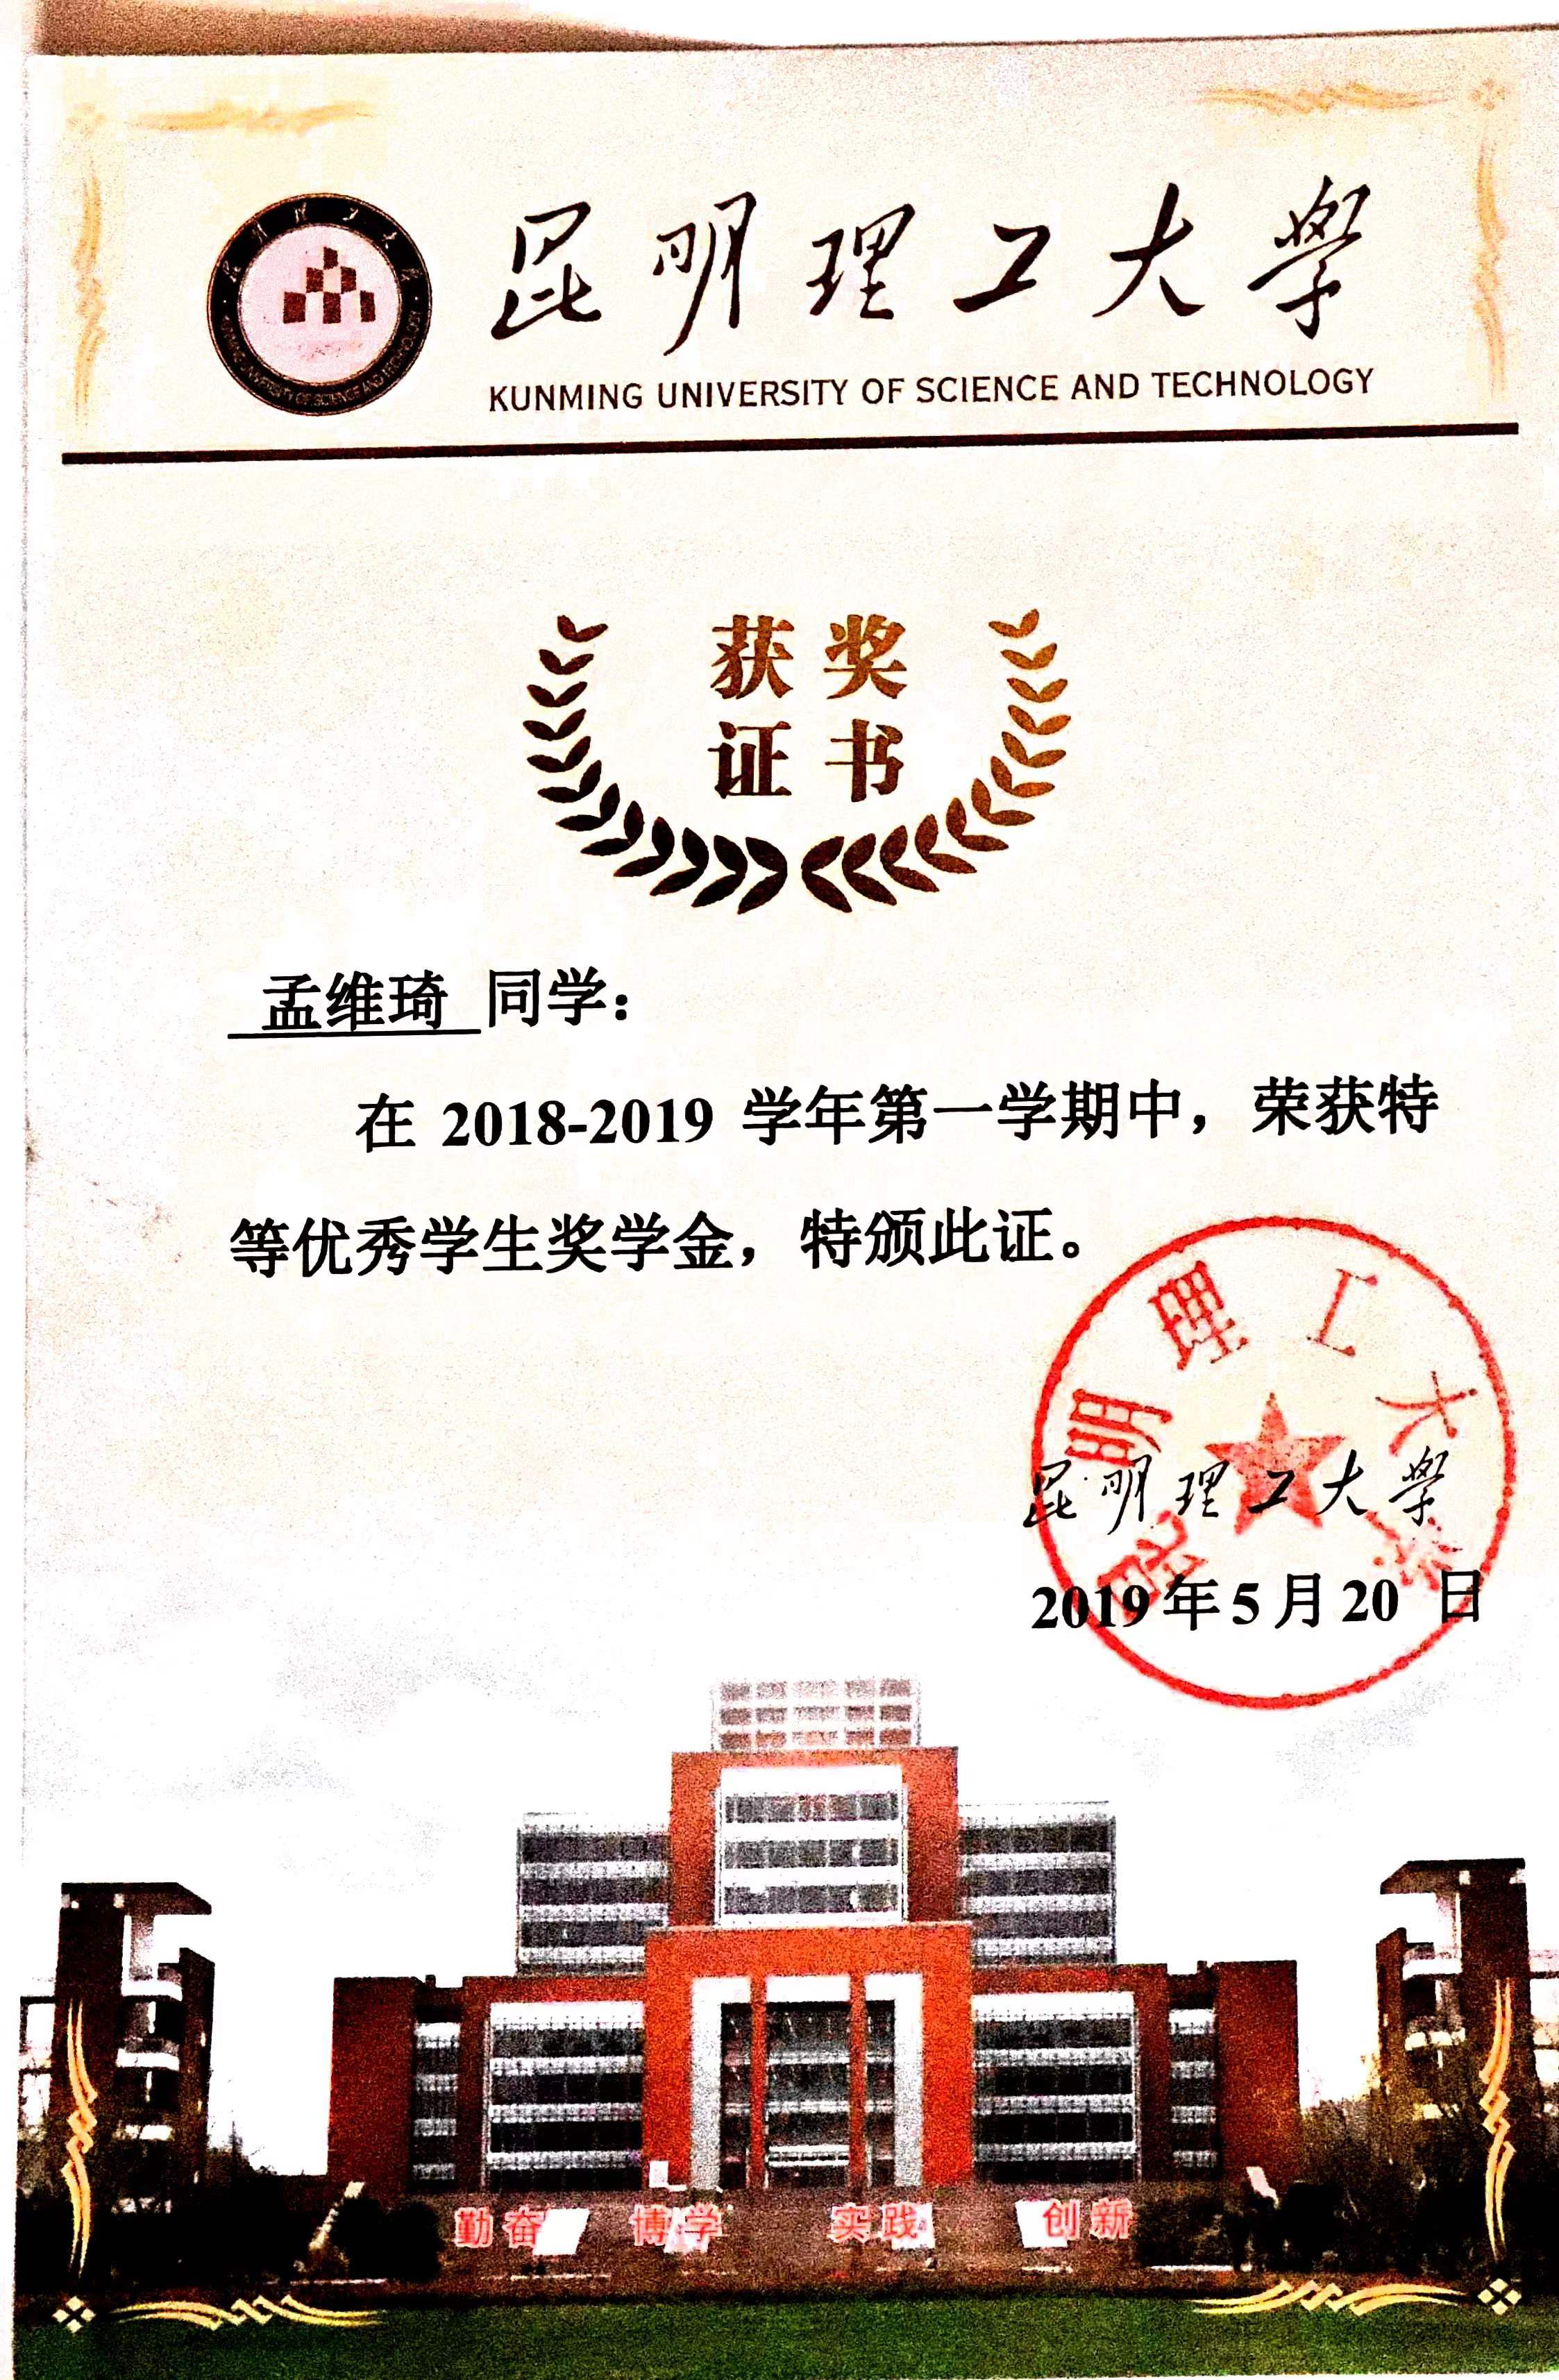 昆明理工大學
KUNMING UNIVERSITY OF SCIENCE AND TECHNOLOGY
获奖
证书
孟维琦 同学：
在 2018-2019 学年第一学期中，荣获特
等优秀学生奖学金，特颁此证。
昆明理工大学
昆明理工大學
2019年5月20 日
勤奋 博学 实践 创新